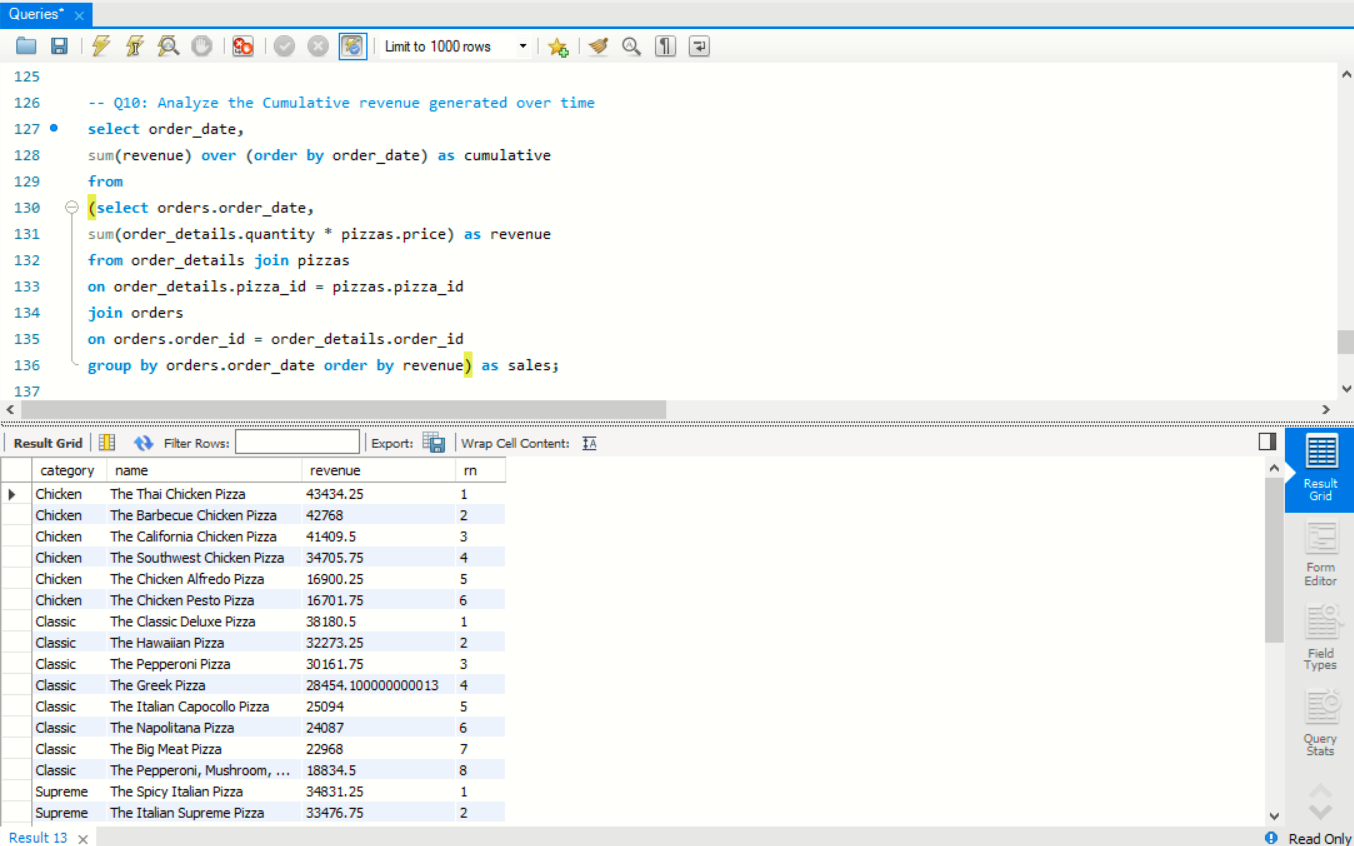 Queries*
Limit to 1000 rows
125
126 -- Q10: Analyze the Cumulative revenue generated over time
127 select order_date,
128 sum(revenue) over (order by order_date) as cumulative
129 from
130 (select orders.order_date,
131 sum(order_details.quantity * pizzas.price) as revenue
132 from order_details join pizzas
133 on order_details.pizza_id = pizzas.pizza_id
134 join orders
135 on orders.order_id = order_details.order_id
136 group by orders.order_date order by revenue) as sales;
137
Result Grid Filter Rows: Export: Wrap Cell Content:
category name revenue rn
Chicken The Thai Chicken Pizza 43434.25 1
Chicken The Barbecue Chicken Pizza 42768 2
Chicken The California Chicken Pizza 41409.5 3
Chicken The Southwest Chicken Pizza 34705.75 4
Chicken The Chicken Alfredo Pizza 16900.25 5
Chicken The Chicken Pesto Pizza 16701.75 6
Classic The Classic Deluxe Pizza 38180.5 1
Classic The Hawaiian Pizza 32273.25 2
Classic The Pepperoni Pizza 30161.75 3
Classic The Greek Pizza 28454.100000000013 4
Classic The Italian Capocollo Pizza 25094 5
Classic The Napolitana Pizza 24087 6
Classic The Big Meat Pizza 22968 7
Classic The Pepperoni, Mushroom, ... 18834.5 8
Supreme The Spicy Italian Pizza 34831.25 1
Supreme The Italian Supreme Pizza 33476.75 2
Result
Grid
Form
Editor
Field
Types
Query
Stats
Result 13
Read Only